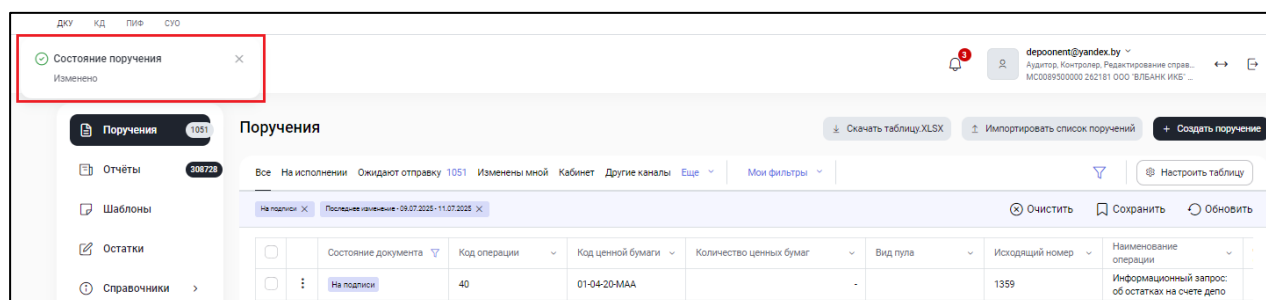 ДКУ КД ПИФ СУО
Состояние поручения
Изменено
3
depoonent@yandex.by
Аудитор, Контролер, Редактирование справ...
МС0089500000 262181 ООО "ВЛБАНК ИКБ" ...
Поручения 1051
Отчёты 308728
Шаблоны
Остатки
Справочники
Поручения
Скачать таблицу.XLSX
Импортировать список поручений
+ Создать поручение
Все На исполнении Ожидают отправку 1051 Изменены мной Кабинет Другие каналы Еще Мои фильтры
Настроить таблицу
На подписи
Последнее изменение - 09.07.2025 - 11.07.2025
Очистить Сохранить Обновить
Состояние документа Код операции Код ценной бумаги Количество ценных бумаг Вид пула Исходящий номер Наименование
операции
На подписи 40 01-04-20-МАА - 1359 Информационный запрос:
об остатках на счете депо